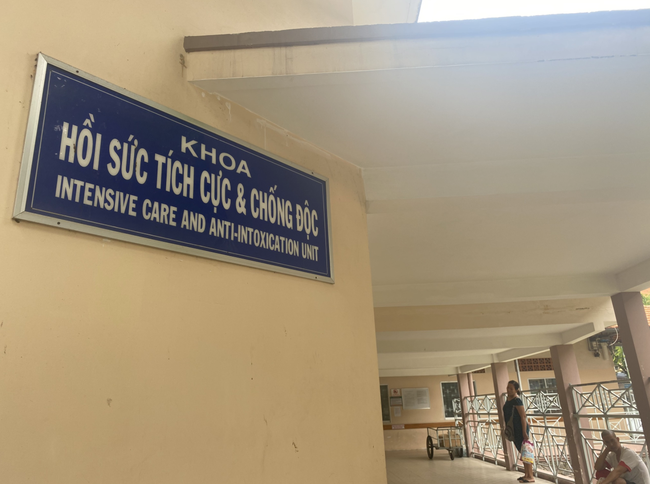 KHOA
HỒI SỨC TÍCH CỰC & CHỐNG ĐỘC
INTENSIVE CARE AND ANTI-INTOXICATION UNIT